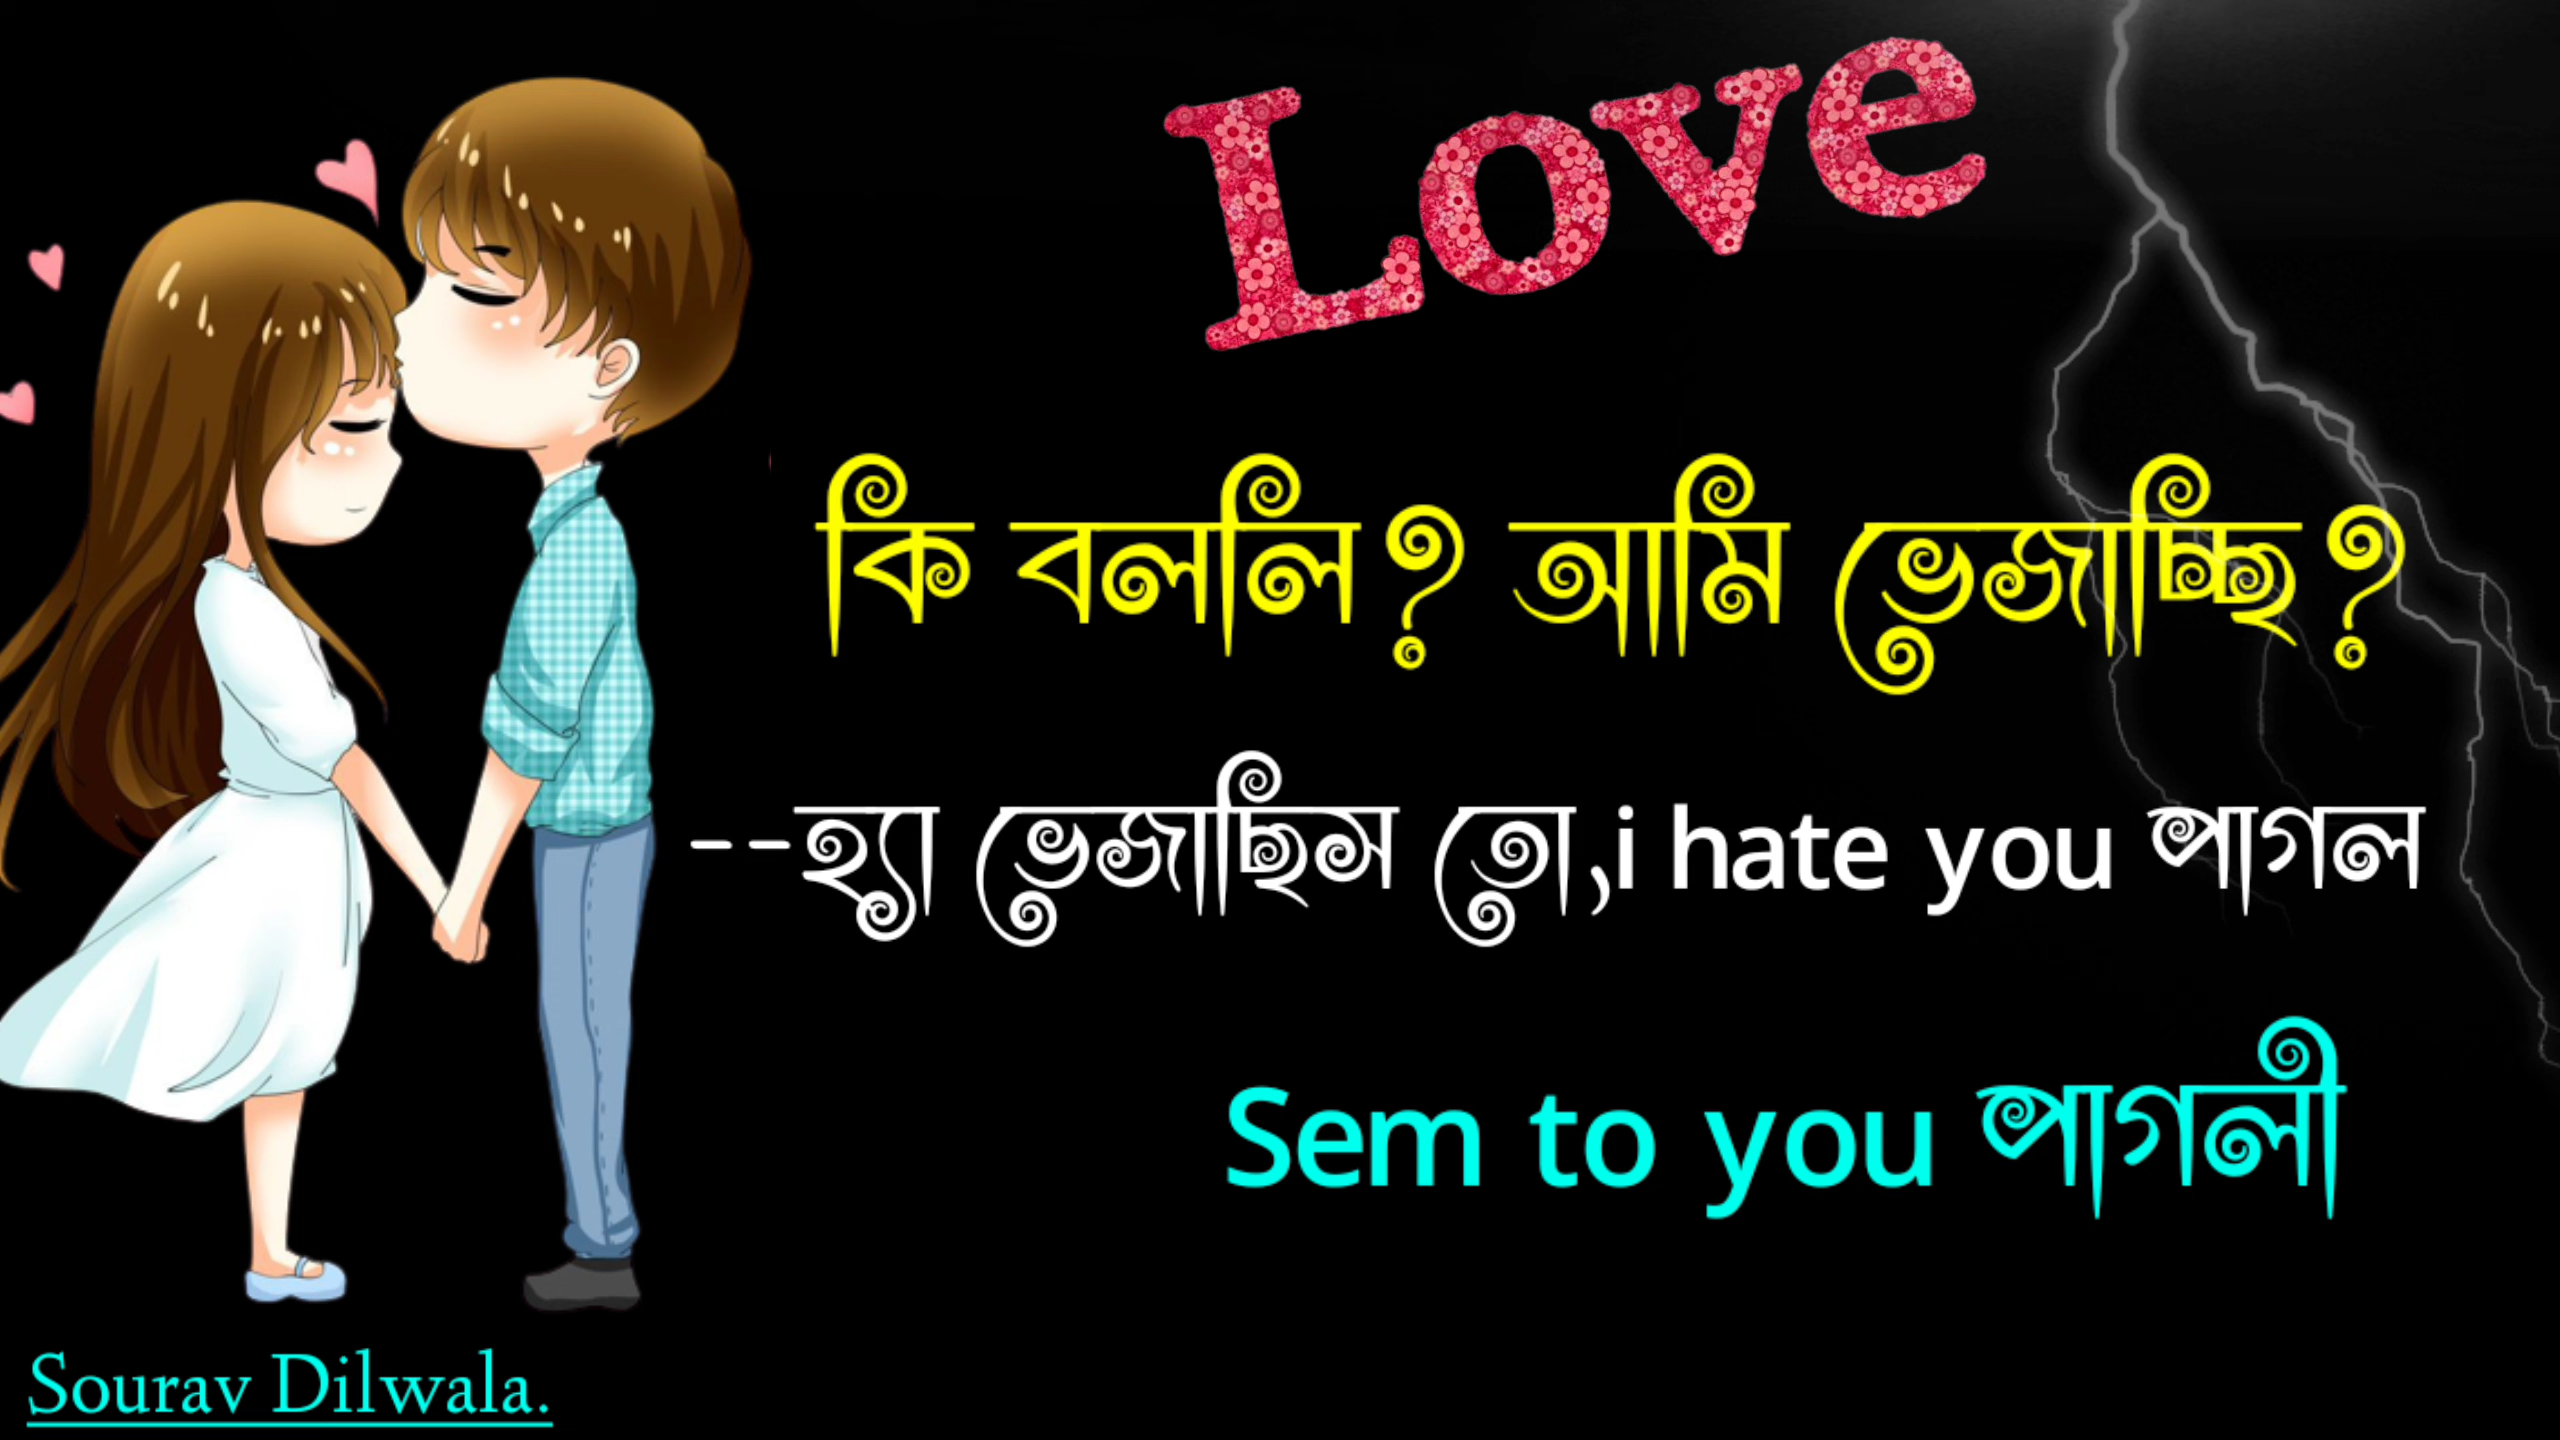 Love
কি বললি? আমি ভেজাচ্ছি?
--হ্যা ভেজাছিস তো,i hate you পাগল
Sem to you পাগলী
Sourav Dilwala.